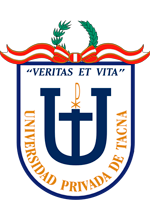 "VERITAS ET VITA"
UNIVERSIDAD PRIVADA DE TACNA